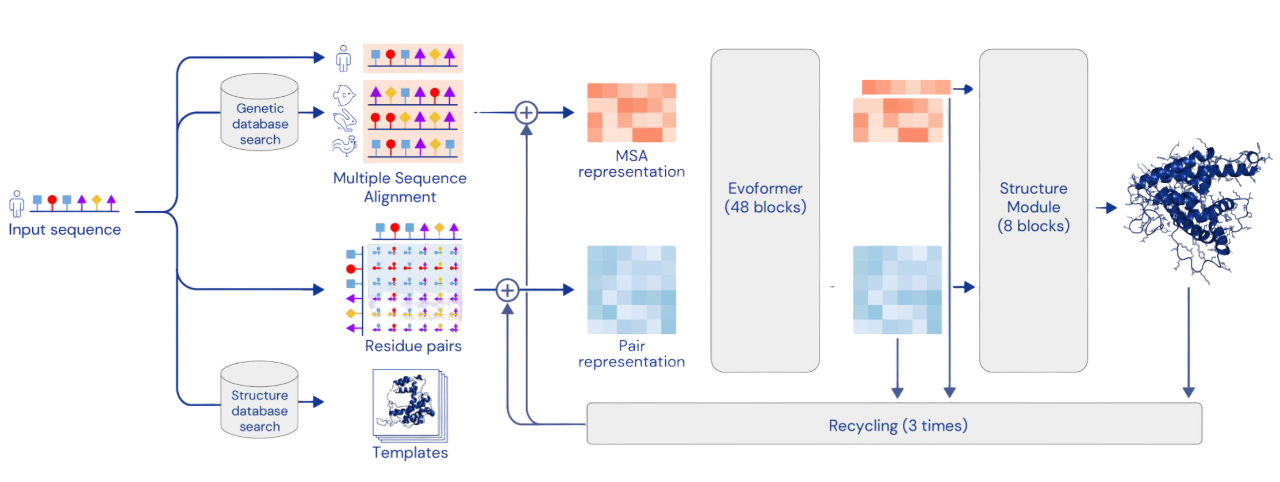 Input sequence
Genetic
database
search
Multiple Sequence
Alignment
Residue pairs
Structure
database
search
Templates
MSA
representation
Pair
representation
Evoformer
(48 blocks)
Structure
Module
(8 blocks)
Recycling (3 times)